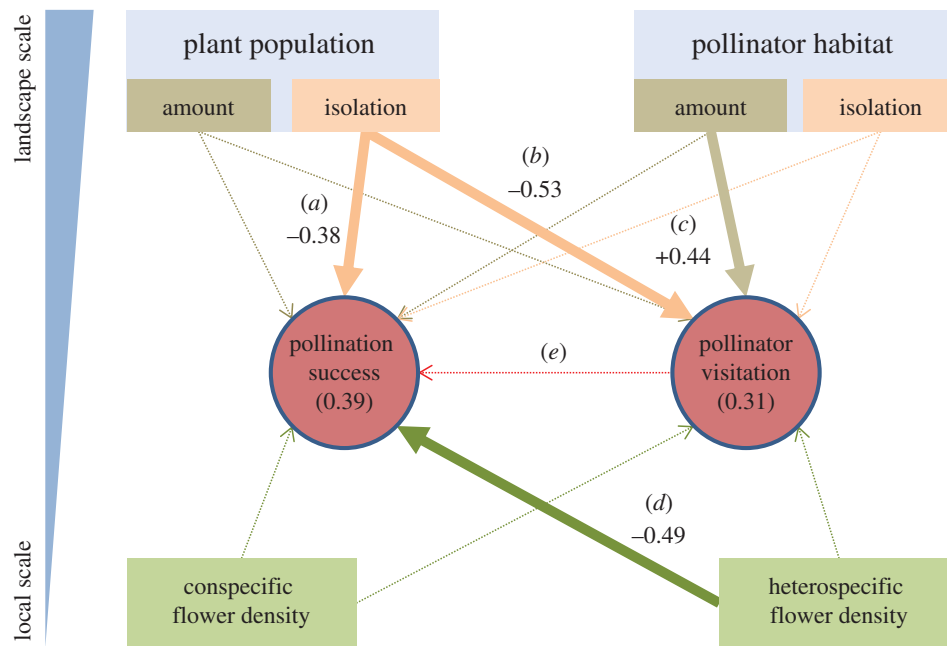 landscape scale
plant population
pollinator habitat
amount
isolation
amount
isolation
(b)
–0.53
(a)
–0.38
(c)
+0.44
pollination
success
(0.39)
(e)
pollinator
visitation
(0.31)
(d)
–0.49
local scale
conspecific
flower density
heterospecific
flower density